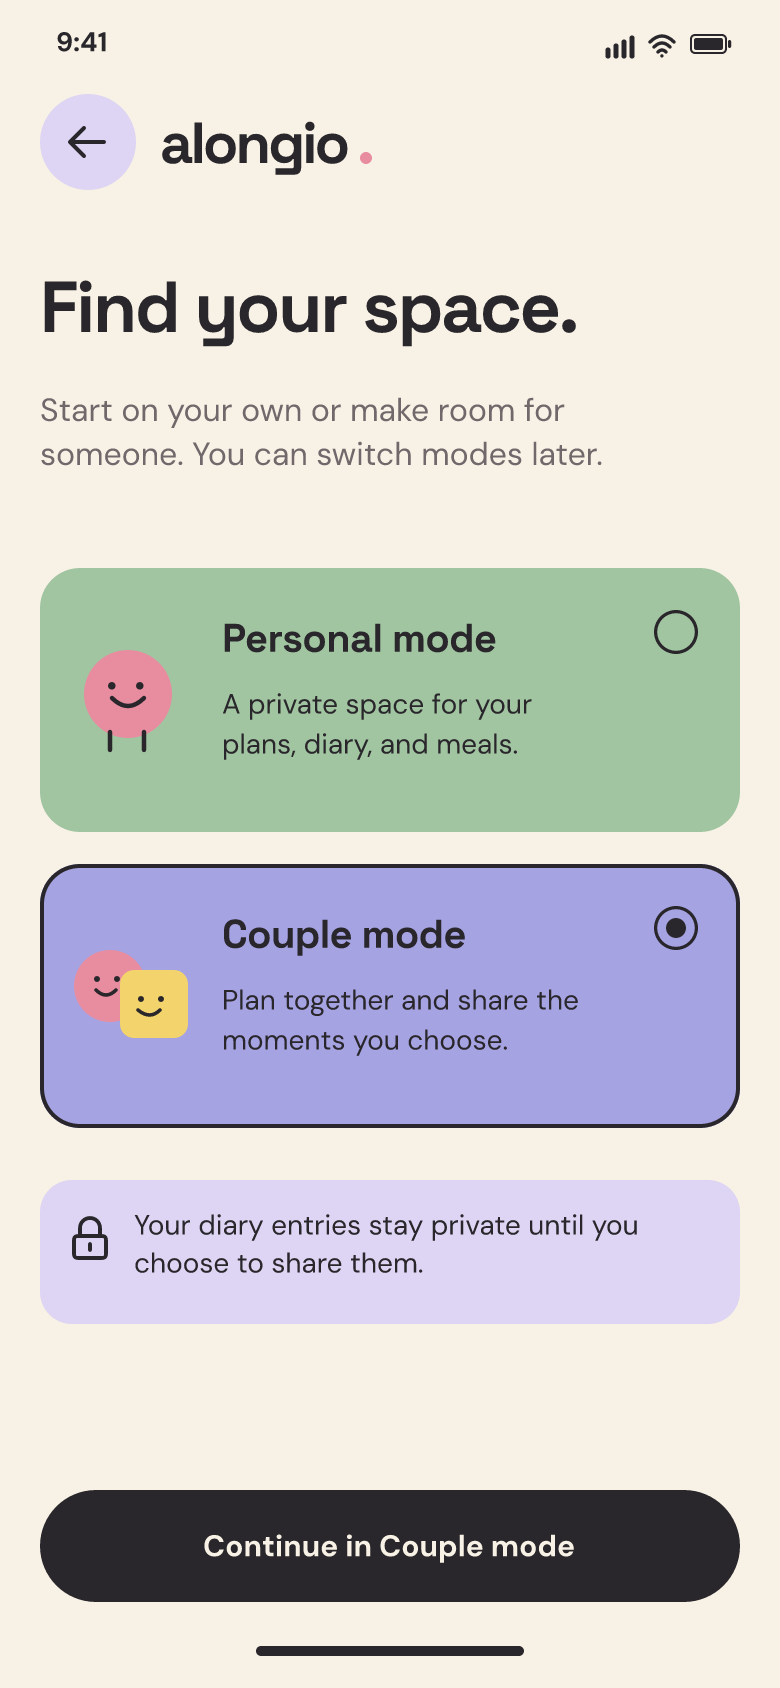 9:41
alongio.
Find your space.
Start on your own or make room for
someone. You can switch modes later.
Personal mode
A private space for your
plans, diary, and meals.
Couple mode
Plan together and share the
moments you choose.
Your diary entries stay private until you
choose to share them.
Continue in Couple mode